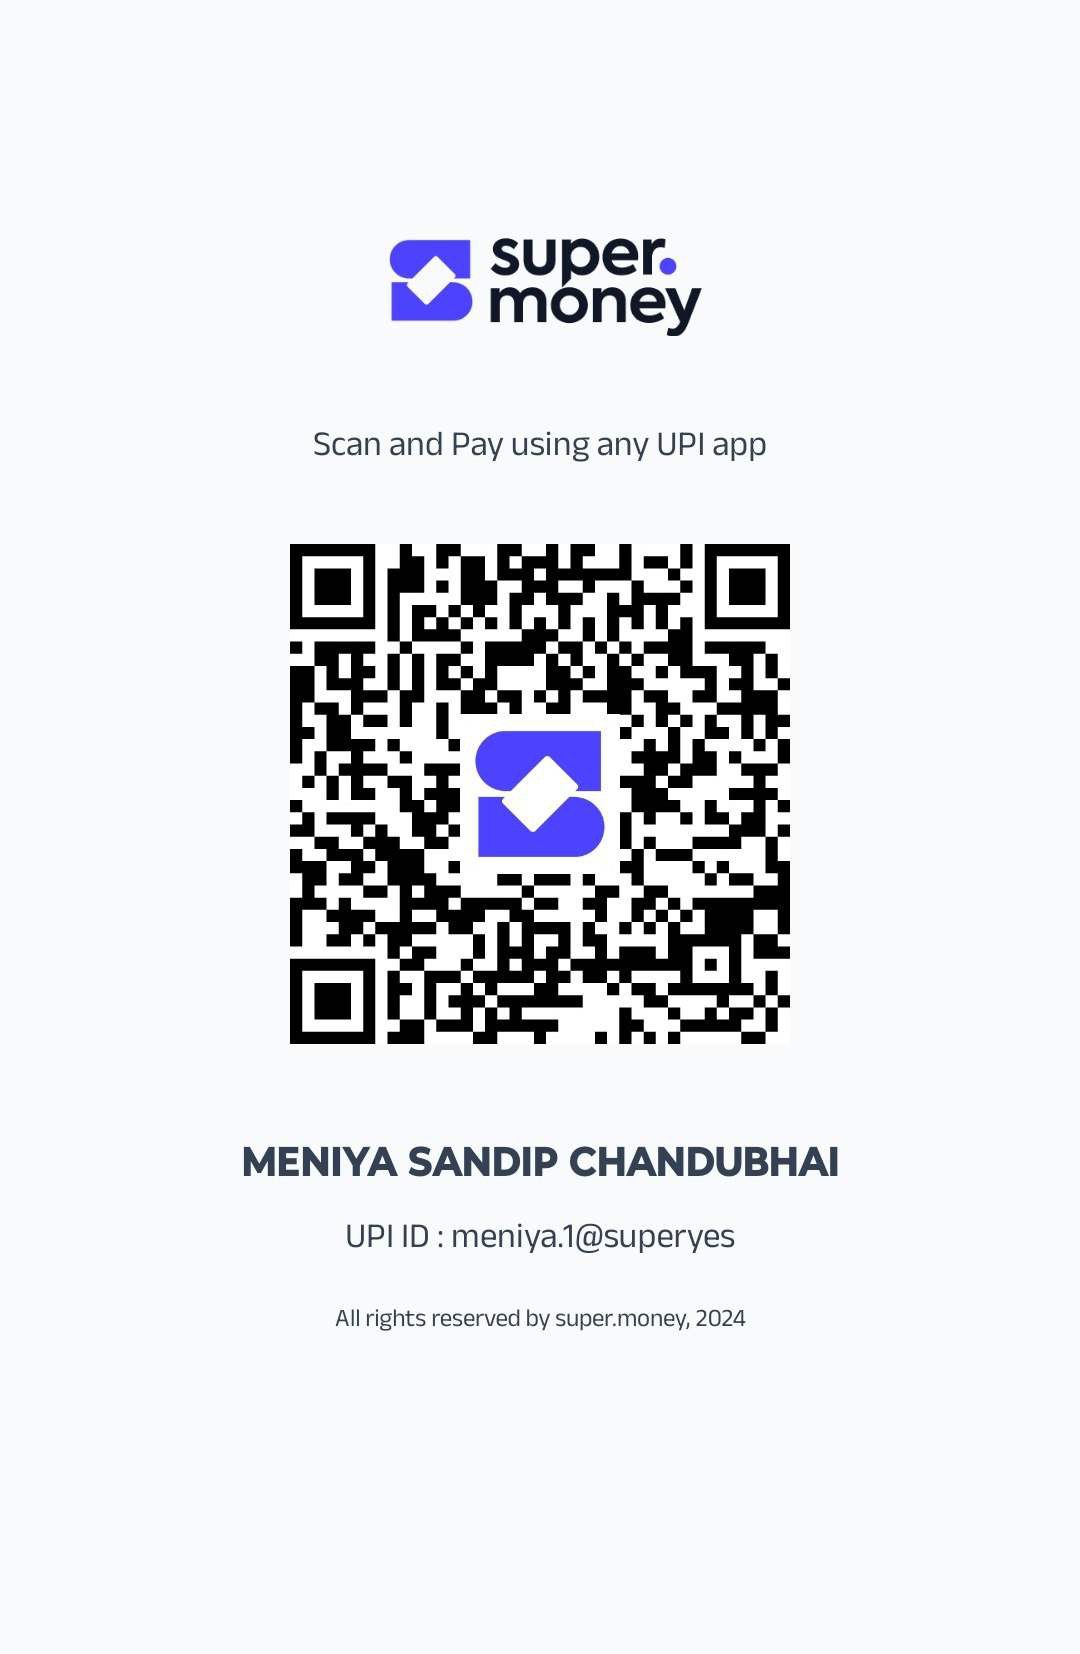 super.
money
Scan and Pay using any UPI app
MENIYA SANDIP CHANDUBHAI
UPI ID : meniya.1@superyes
All rights reserved by super.money, 2024